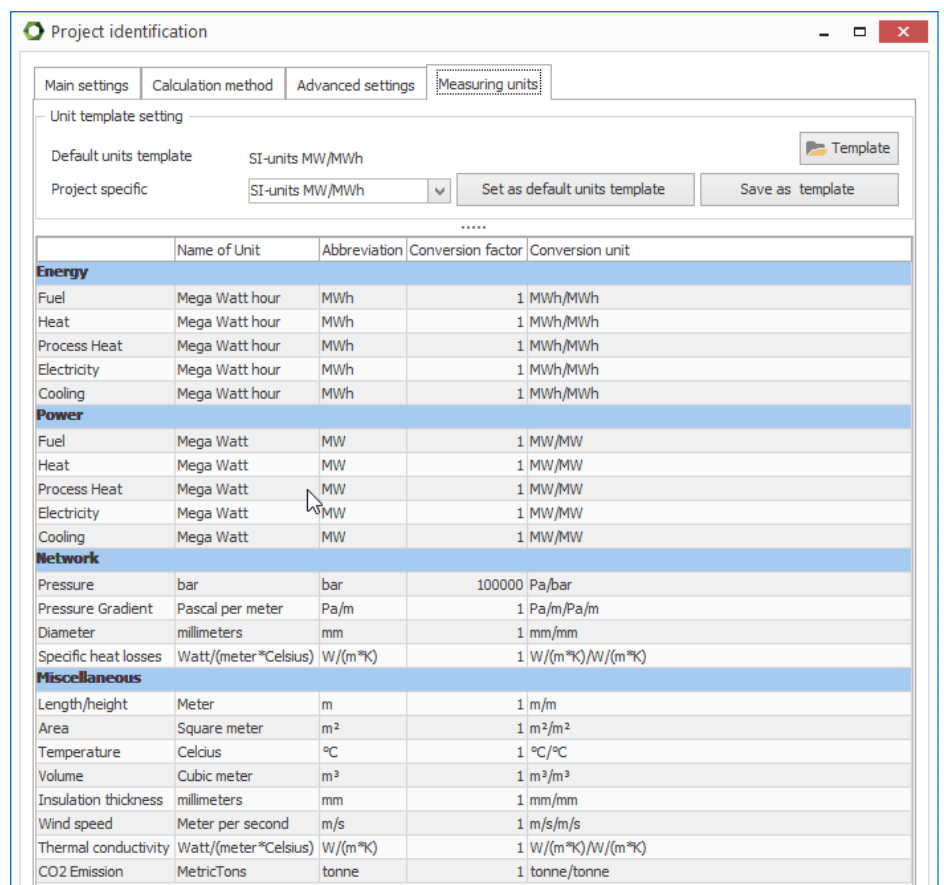 Project identification
Main settings Calculation method Advanced settings Measuring units
Unit template setting
Default units template SI-units MW/MWh Template
Project specific SI-units MW/MWh Set as default units template Save as template
Name of Unit Abbreviation Conversion factor Conversion unit
Energy
Fuel Mega Watt hour MWh 1 MWh/MWh
Heat Mega Watt hour MWh 1 MWh/MWh
Process Heat Mega Watt hour MWh 1 MWh/MWh
Electricity Mega Watt hour MWh 1 MWh/MWh
Cooling Mega Watt hour MWh 1 MWh/MWh
Power
Fuel Mega Watt MW 1 MW/MW
Heat Mega Watt MW 1 MW/MW
Process Heat Mega Watt MW 1 MW/MW
Electricity Mega Watt MW 1 MW/MW
Cooling Mega Watt MW 1 MW/MW
Network
Pressure bar bar 100000 Pa/bar
Pressure Gradient Pascal per meter Pa/m 1 Pa/m/Pa/m
Diameter millimeters mm 1 mm/mm
Specific heat losses Watt/(meter*Celsius) W/(m*K) 1 W/(m*K)/W/(m*K)
Miscellaneous
Length/height Meter m 1 m/m
Area Square meter m² 1 m²/m²
Temperature Celcius °C 1 °C/°C
Volume Cubic meter m³ 1 m³/m³
Insulation thickness millimeters mm 1 mm/mm
Wind speed Meter per second m/s 1 m/s/m/s
Thermal conductivity Watt/(meter*Celsius) W/(m*K) 1 W/(m*K)/W/(m*K)
CO2 Emission MetricTons tonne 1 tonne/tonne